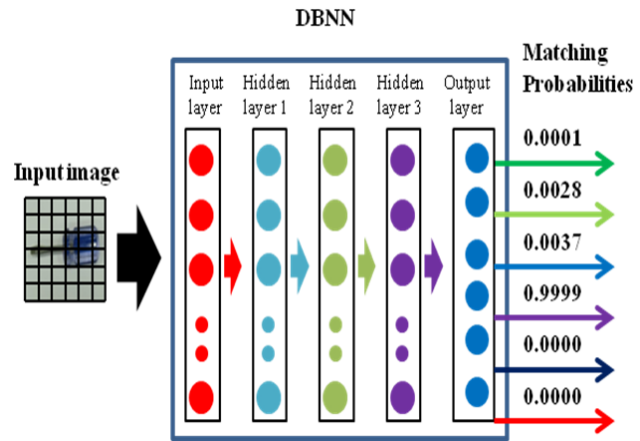 DBNN
Matching
Probabilities
Input
layer
Hidden
layer 1
Hidden
layer 2
Hidden
layer 3
Output
layer
Input image
0.0001
0.0028
0.0037
0.9999
0.0000
0.0000